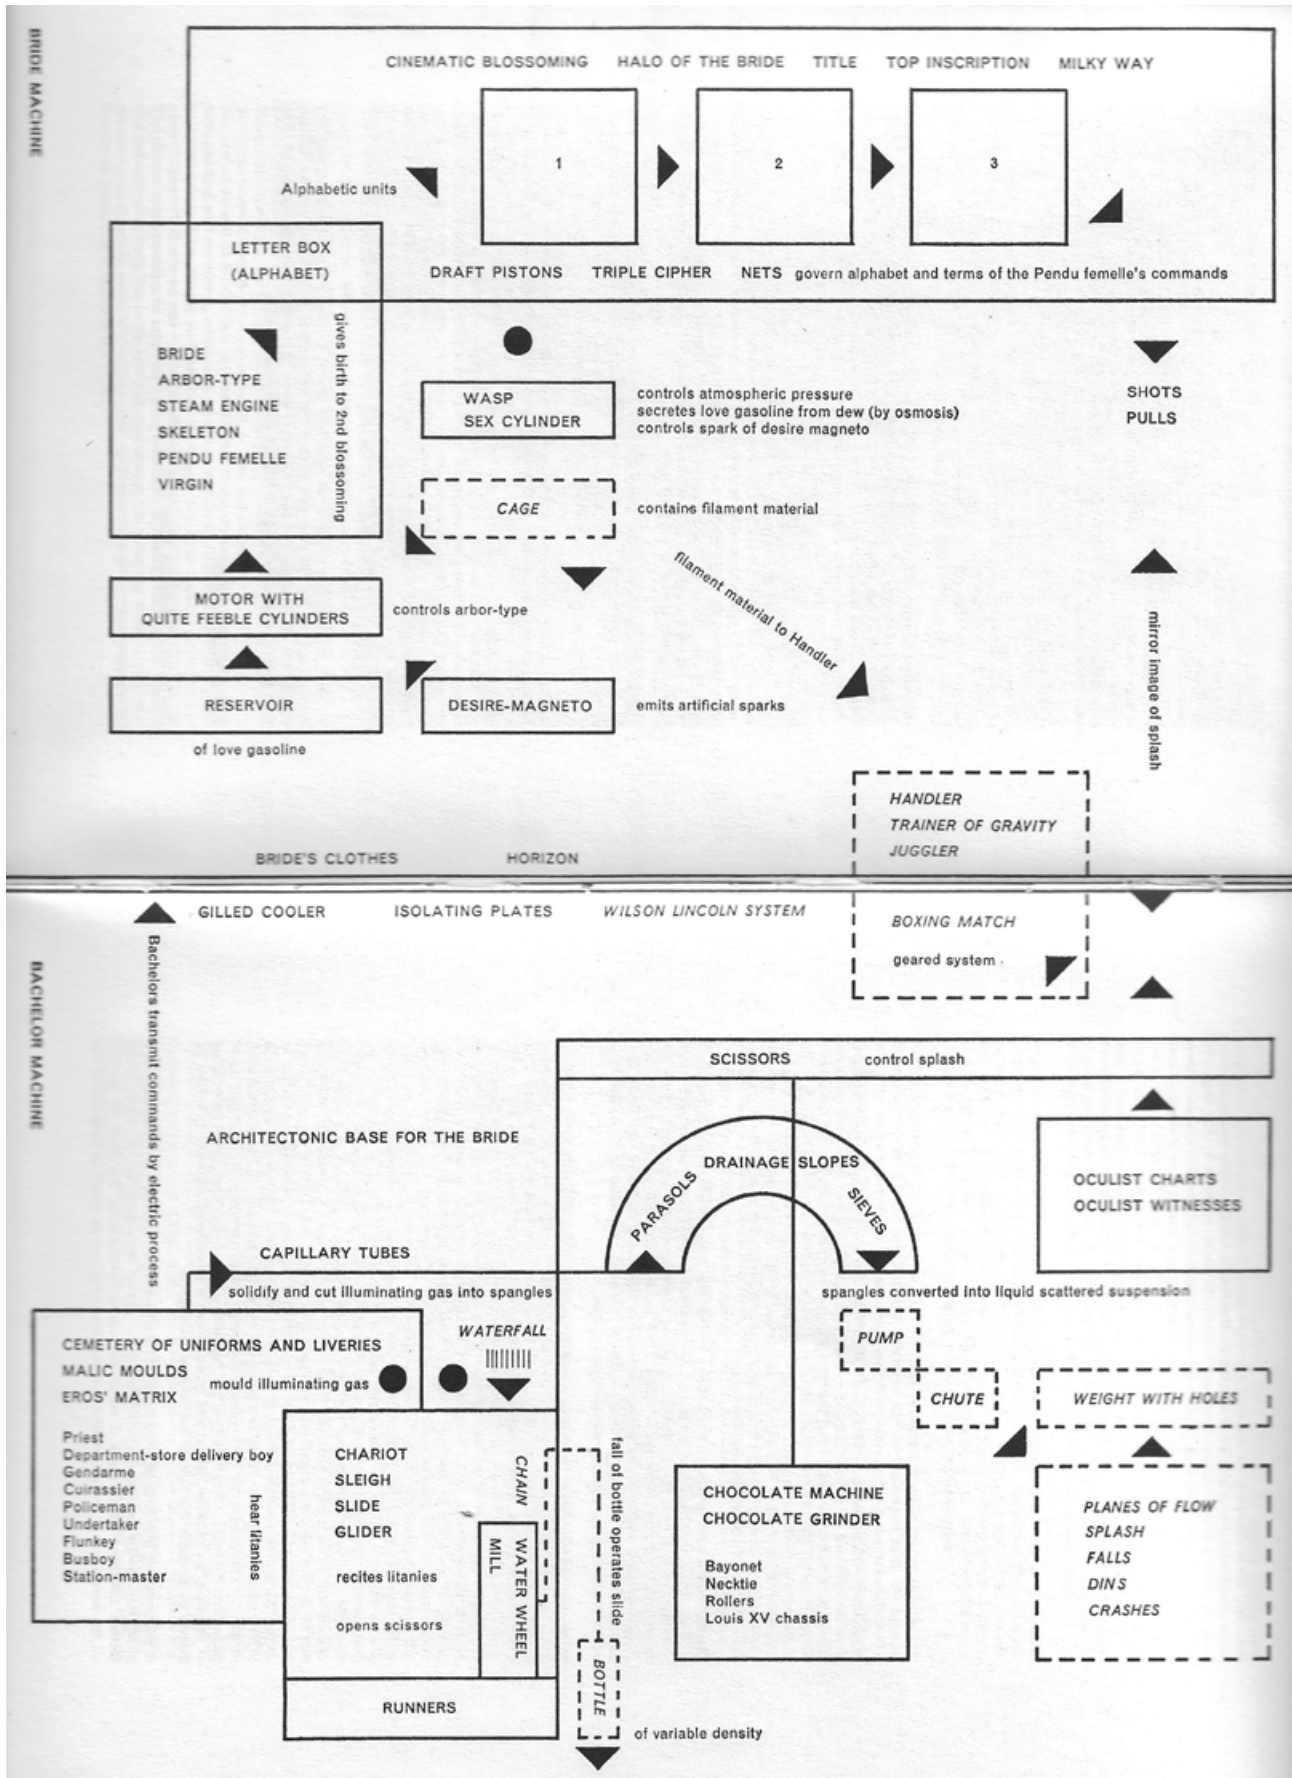 BRIDE MACHINE
CINEMATIC BLOSSOMING HALO OF THE BRIDE TITLE TOP INSCRIPTION MILKY WAY
1
2
3
Alphabetic units
LETTER BOX
(ALPHABET)
DRAFT PISTONS TRIPLE CIPHER NETS govern alphabet and terms of the Pendu femelle's commands
BRIDE
ARBOR-TYPE
STEAM ENGINE
SKELETON
PENDU FEMELLE
VIRGIN
gives birth to 2nd blossoming
WASP
SEX CYLINDER
controls atmospheric pressure
secretes love gasoline from dew (by osmosis)
controls spark of desire magneto
SHOTS
PULLS
CAGE
contains filament material
filament material to Handler
mirror image of splash
MOTOR WITH
QUITE FEEBLE CYLINDERS
controls arbor-type
RESERVOIR
of love gasoline
DESIRE-MAGNETO
emits artificial sparks
HANDLER
TRAINER OF GRAVITY
JUGGLER
BRIDE'S CLOTHES HORIZON
GILLED COOLER ISOLATING PLATES WILSON LINCOLN SYSTEM
BOXING MATCH
geared system
BACHELOR MACHINE
Bachelors transmit commands by electric process
SCISSORS control splash
ARCHITECTONIC BASE FOR THE BRIDE
PARASOLS
DRAINAGE SLOPES
SIEVES
OCULIST CHARTS
OCULIST WITNESSES
CAPILLARY TUBES
solidify and cut illuminating gas into spangles
spangles converted into liquid scattered suspension
CEMETERY OF UNIFORMS AND LIVERIES
MALIC MOULDS
EROS' MATRIX
mould illuminating gas
WATERFALL
PUMP
CHUTE
WEIGHT WITH HOLES
Priest
Department-store delivery boy
Gendarme
Cuirassier
Policeman
Undertaker
Flunkey
Busboy
Station-master
hear litanies
CHARIOT
SLEIGH
SLIDE
GLIDER
recites litanies
opens scissors
CHAIN
WATER WHEEL
MILL
RUNNERS
fall of bottle operates slide
BOTTLE
of variable density
CHOCOLATE MACHINE
CHOCOLATE GRINDER
Bayonet
Necktie
Rollers
Louis XV chassis
PLANES OF FLOW
SPLASH
FALLS
DINS
CRASHES